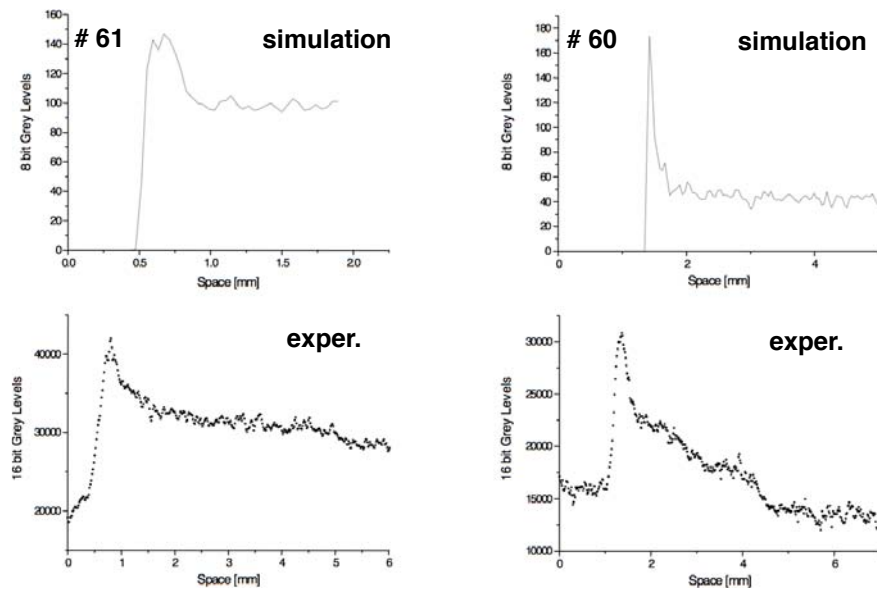 # 61 simulation
160
140
120
100
80
60
40
20
0
8 bit Grey Levels
0.0 0.5 1.0 1.5 2.0
Space [mm]
# 60 simulation
180
160
140
120
100
80
60
40
20
0
8 bit Grey Levels
0 2 4
Space [mm]
exper.
40000
30000
20000
16 bit Grey Levels
0 1 2 3 4 5 6
Space [mm]
exper.
30000
25000
20000
15000
10000
16 bit Grey Levels
0 2 4 6
Space [mm]